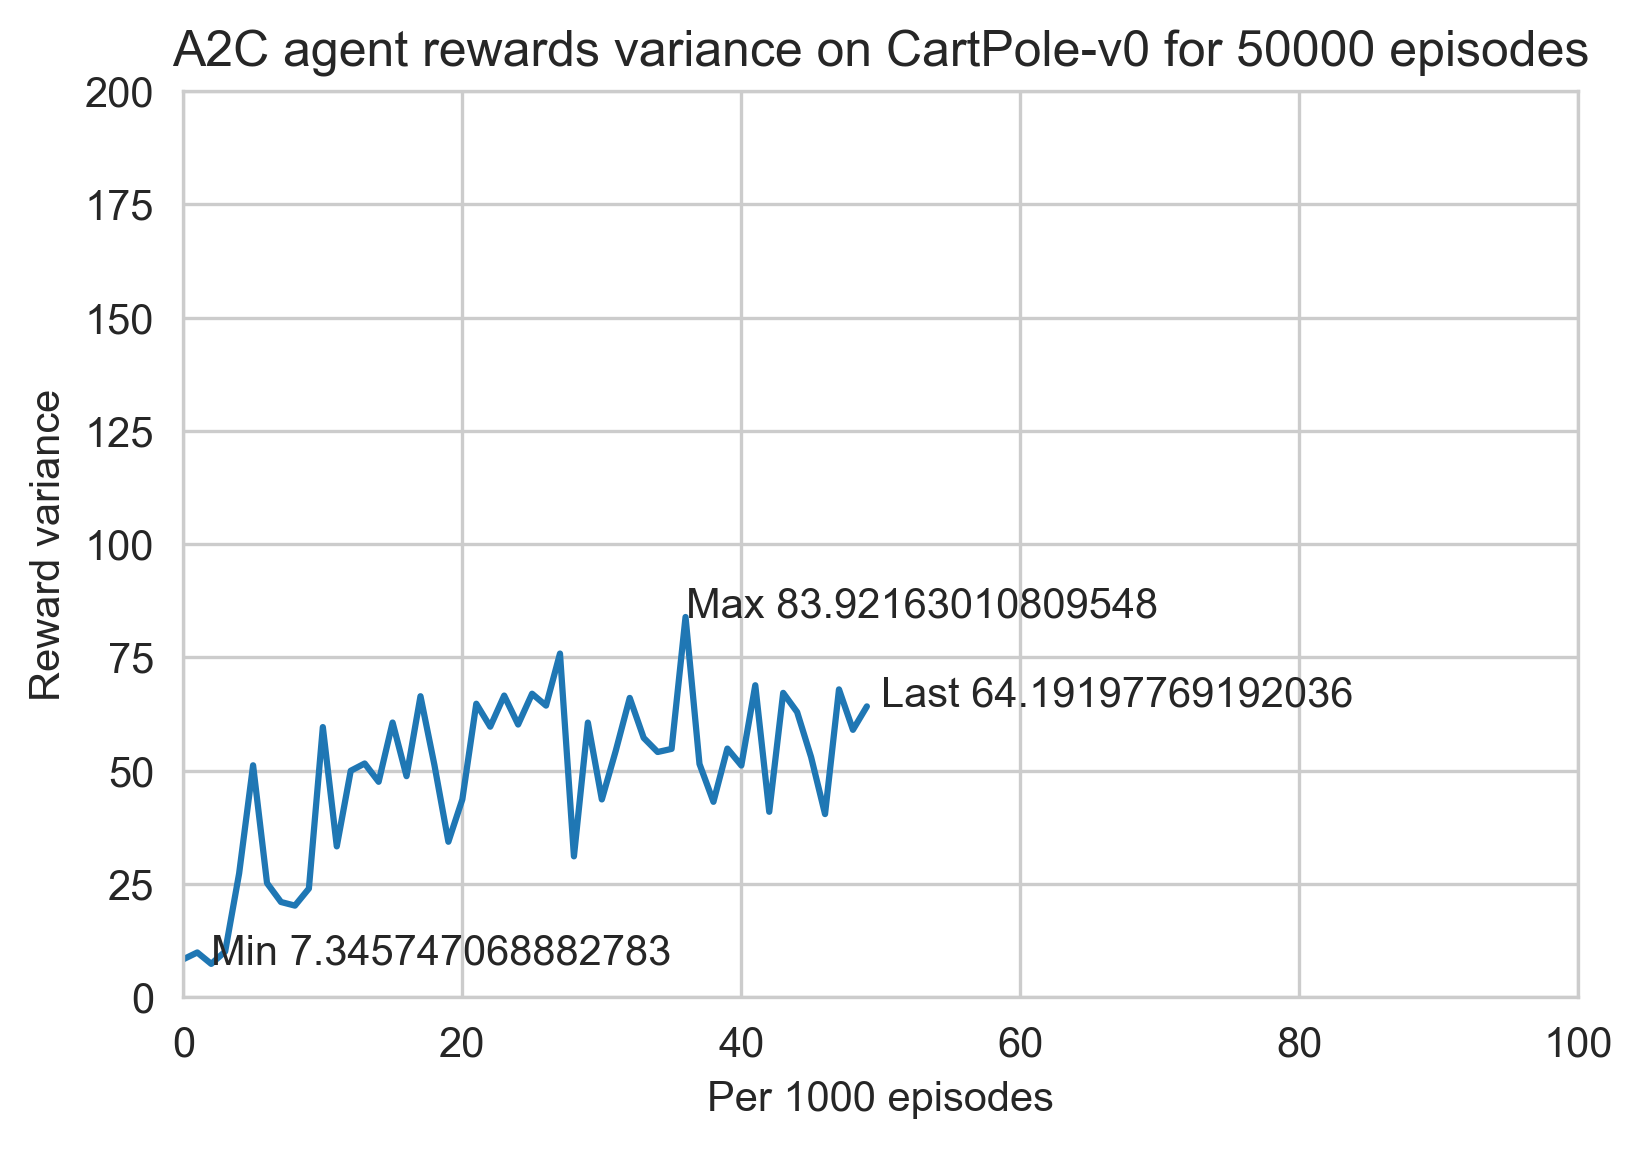 A2C agent rewards variance on CartPole-v0 for 50000 episodes
200
175
150
125
100
75
50
25
0
Reward variance
Max 83.92163010809548
Last 64.19197769192036
Min 7.345747068882783
0 20 40 60 80 100
Per 1000 episodes